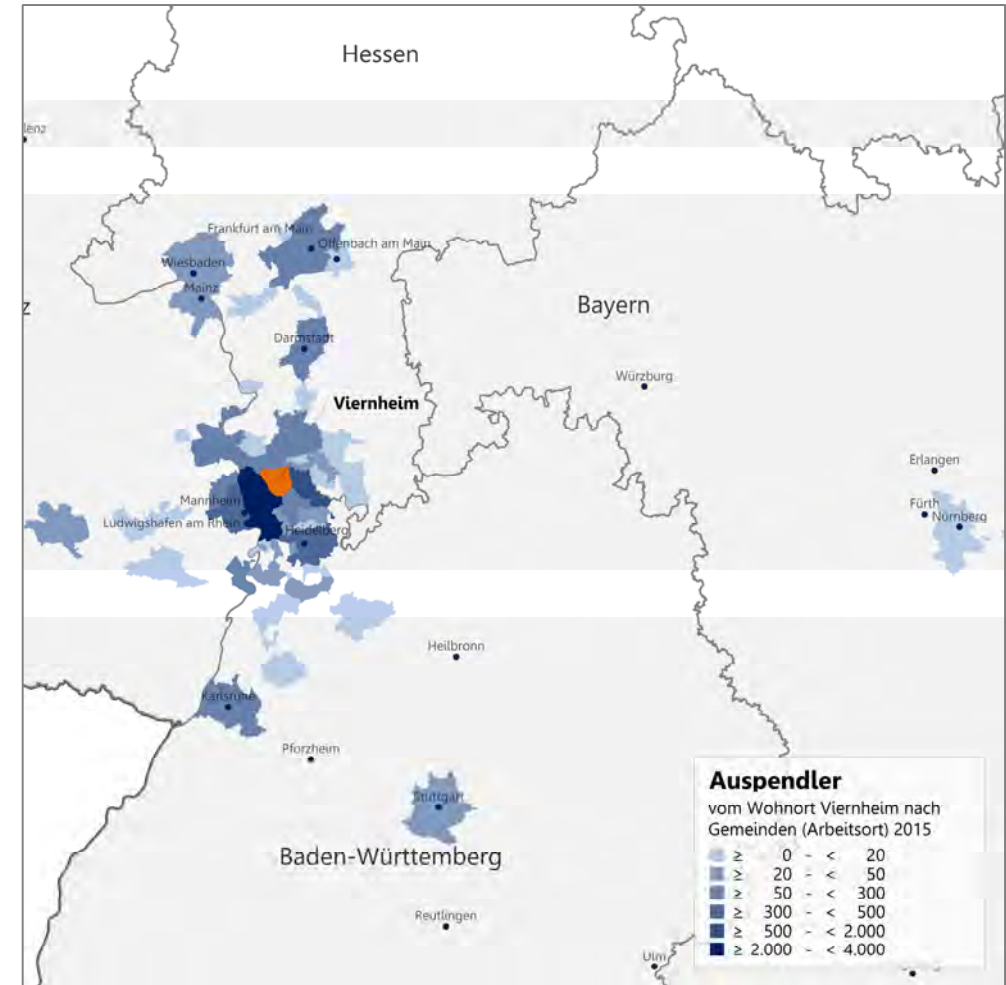 Hessen
lenz
Frankfurt am Main
Offenbach am Main
Wiesbaden
Mainz
Z
Bayern
Darmstadt
Würzburg
Viernheim
Erlangen
Mannheim
Fürth
Ludwigshafen am Rhein
Nürnberg
Heidelberg
Heilbronn
Karlsruhe
Pforzheim
Stuttgart
Baden-Württemberg
Reutlingen
Ulm
Auspendler
vom Wohnort Viernheim nach
Gemeinden (Arbeitsort) 2015
≥ 0 - < 20
≥ 20 - < 50
≥ 50 - < 300
≥ 300 - < 500
≥ 500 - < 2.000
≥ 2.000 - < 4.000